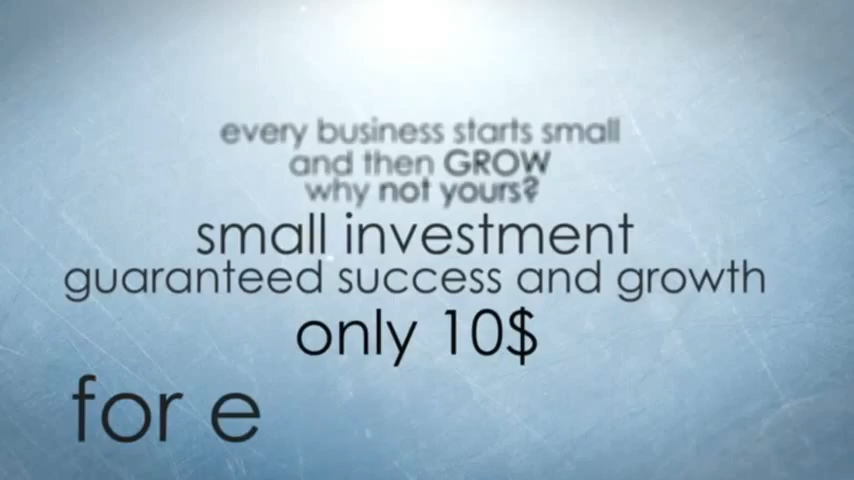 every business starts small
and then GROW
why not yours?
small investment
guaranteed success and growth
only 10$
for e